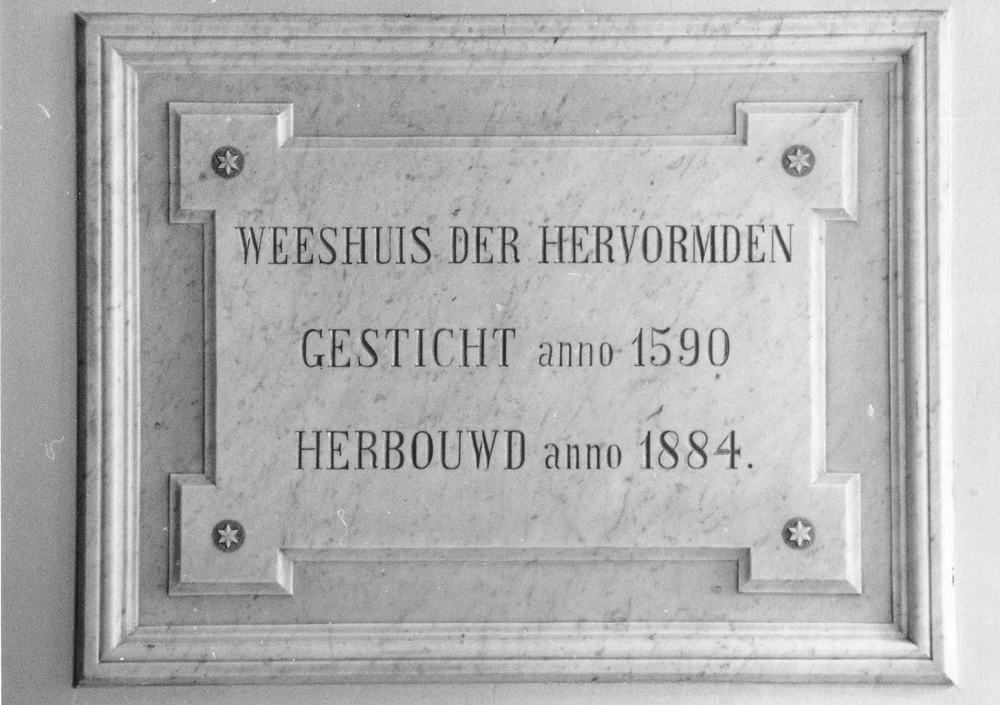 WEESHUIS DER HERVORMDEN
GESTICHT anno 1590
HERBOUWD anno 1884.